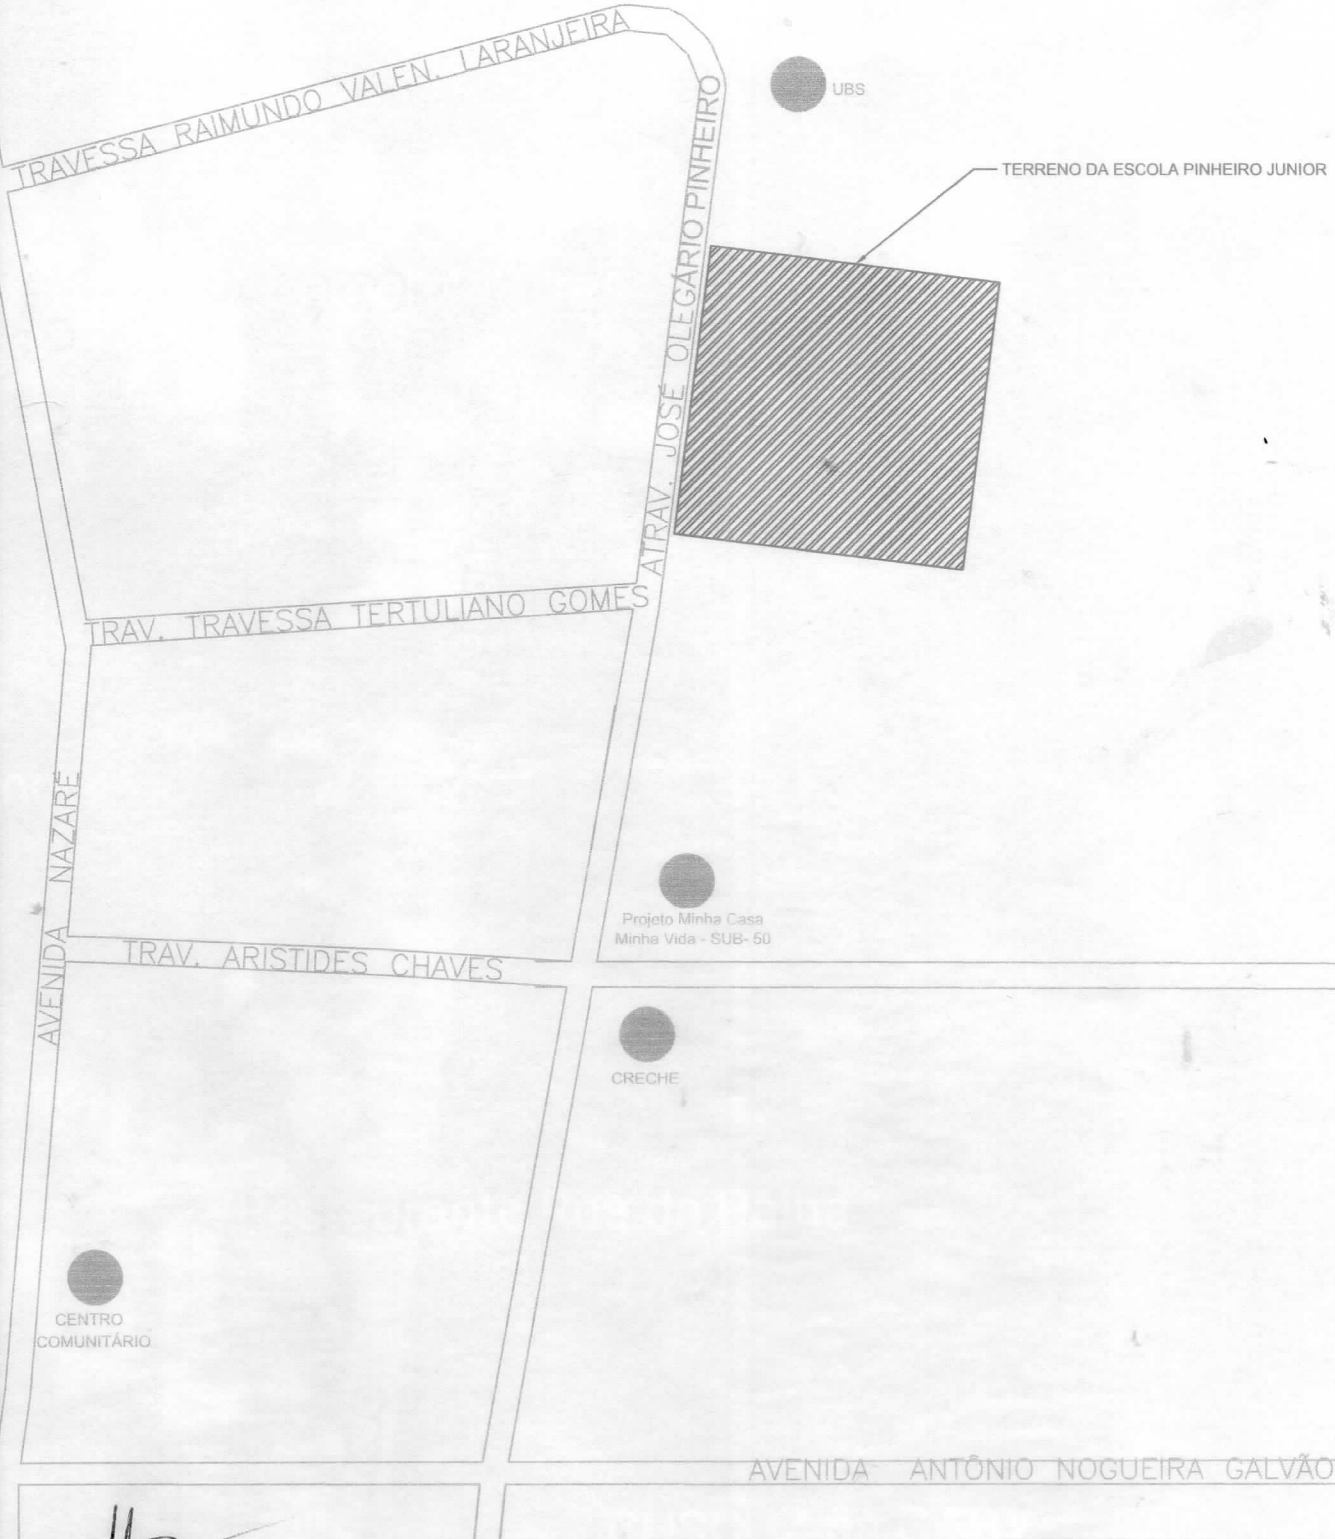 TRAVESSA RAIMUNDO VALEN. LARANJEIRA
UBS
TERRENO DA ESCOLA PINHEIRO JUNIOR
ATRAV. JOSÉ OLEGÁRIO PINHEIRO
TRAV. TRAVESSA TERTULIANO GOMES
AVENIDA NAZARÉ
Projeto Minha Casa
Minha Vida - SUB- 50
TRAV. ARISTIDES CHAVES
CRECHE
CENTRO
COMUNITÁRIO
AVENIDA ANTÔNIO NOGUEIRA GALVÃO